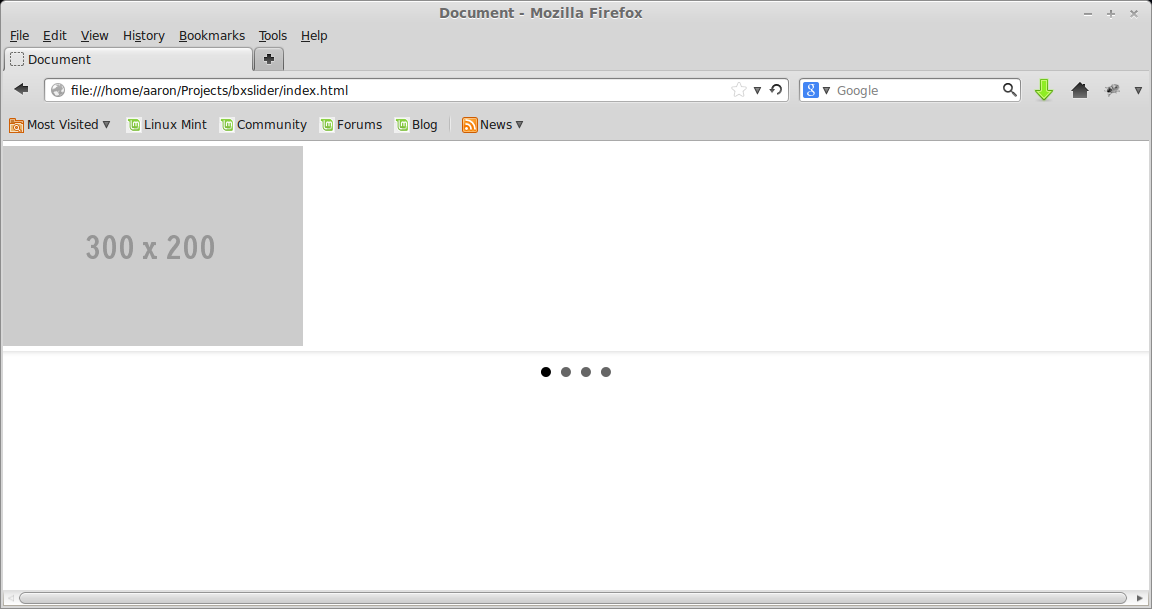 Document - Mozilla Firefox
File Edit View History Bookmarks Tools Help
Document
file:///home/aaron/Projects/bxslider/index.html 8 Google
Most Visited Linux Mint Community Forums Blog News
300 x 200